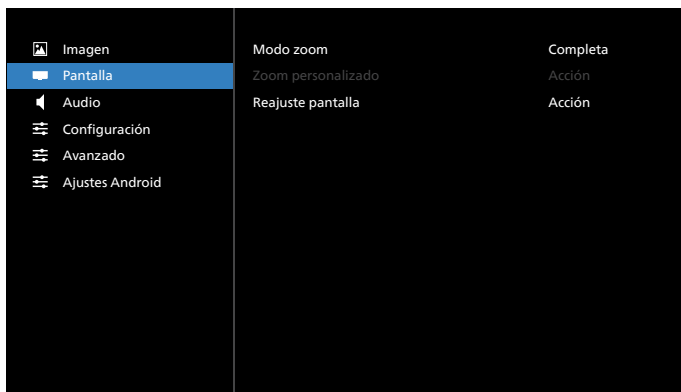 Imagen
Pantalla
Audio
Configuración
Avanzado
Ajustes Android
Modo zoom Completa
Zoom personalizado Acción
Reajuste pantalla Acción